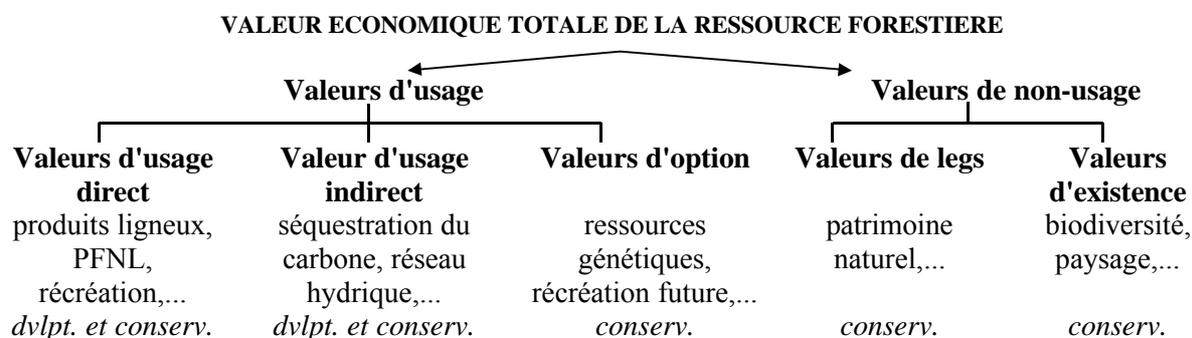 VALEUR ECONOMIQUE TOTALE DE LA RESSOURCE FORESTIERE
Valeurs d'usage
Valeurs de non-usage
Valeurs d'usage
direct
produits ligneux,
PFNL,
récréation,...
dvlpt. et conserv.
Valeur d'usage
indirect
séquestration du
carbone, réseau
hydrique,...
dvlpt. et conserv.
Valeurs d'option
ressources
génétiques,
récréation future,...
conserv.
Valeurs de legs
patrimoine
naturel,...
conserv.
Valeurs
d'existence
biodiversité,
paysage,...
conserv.